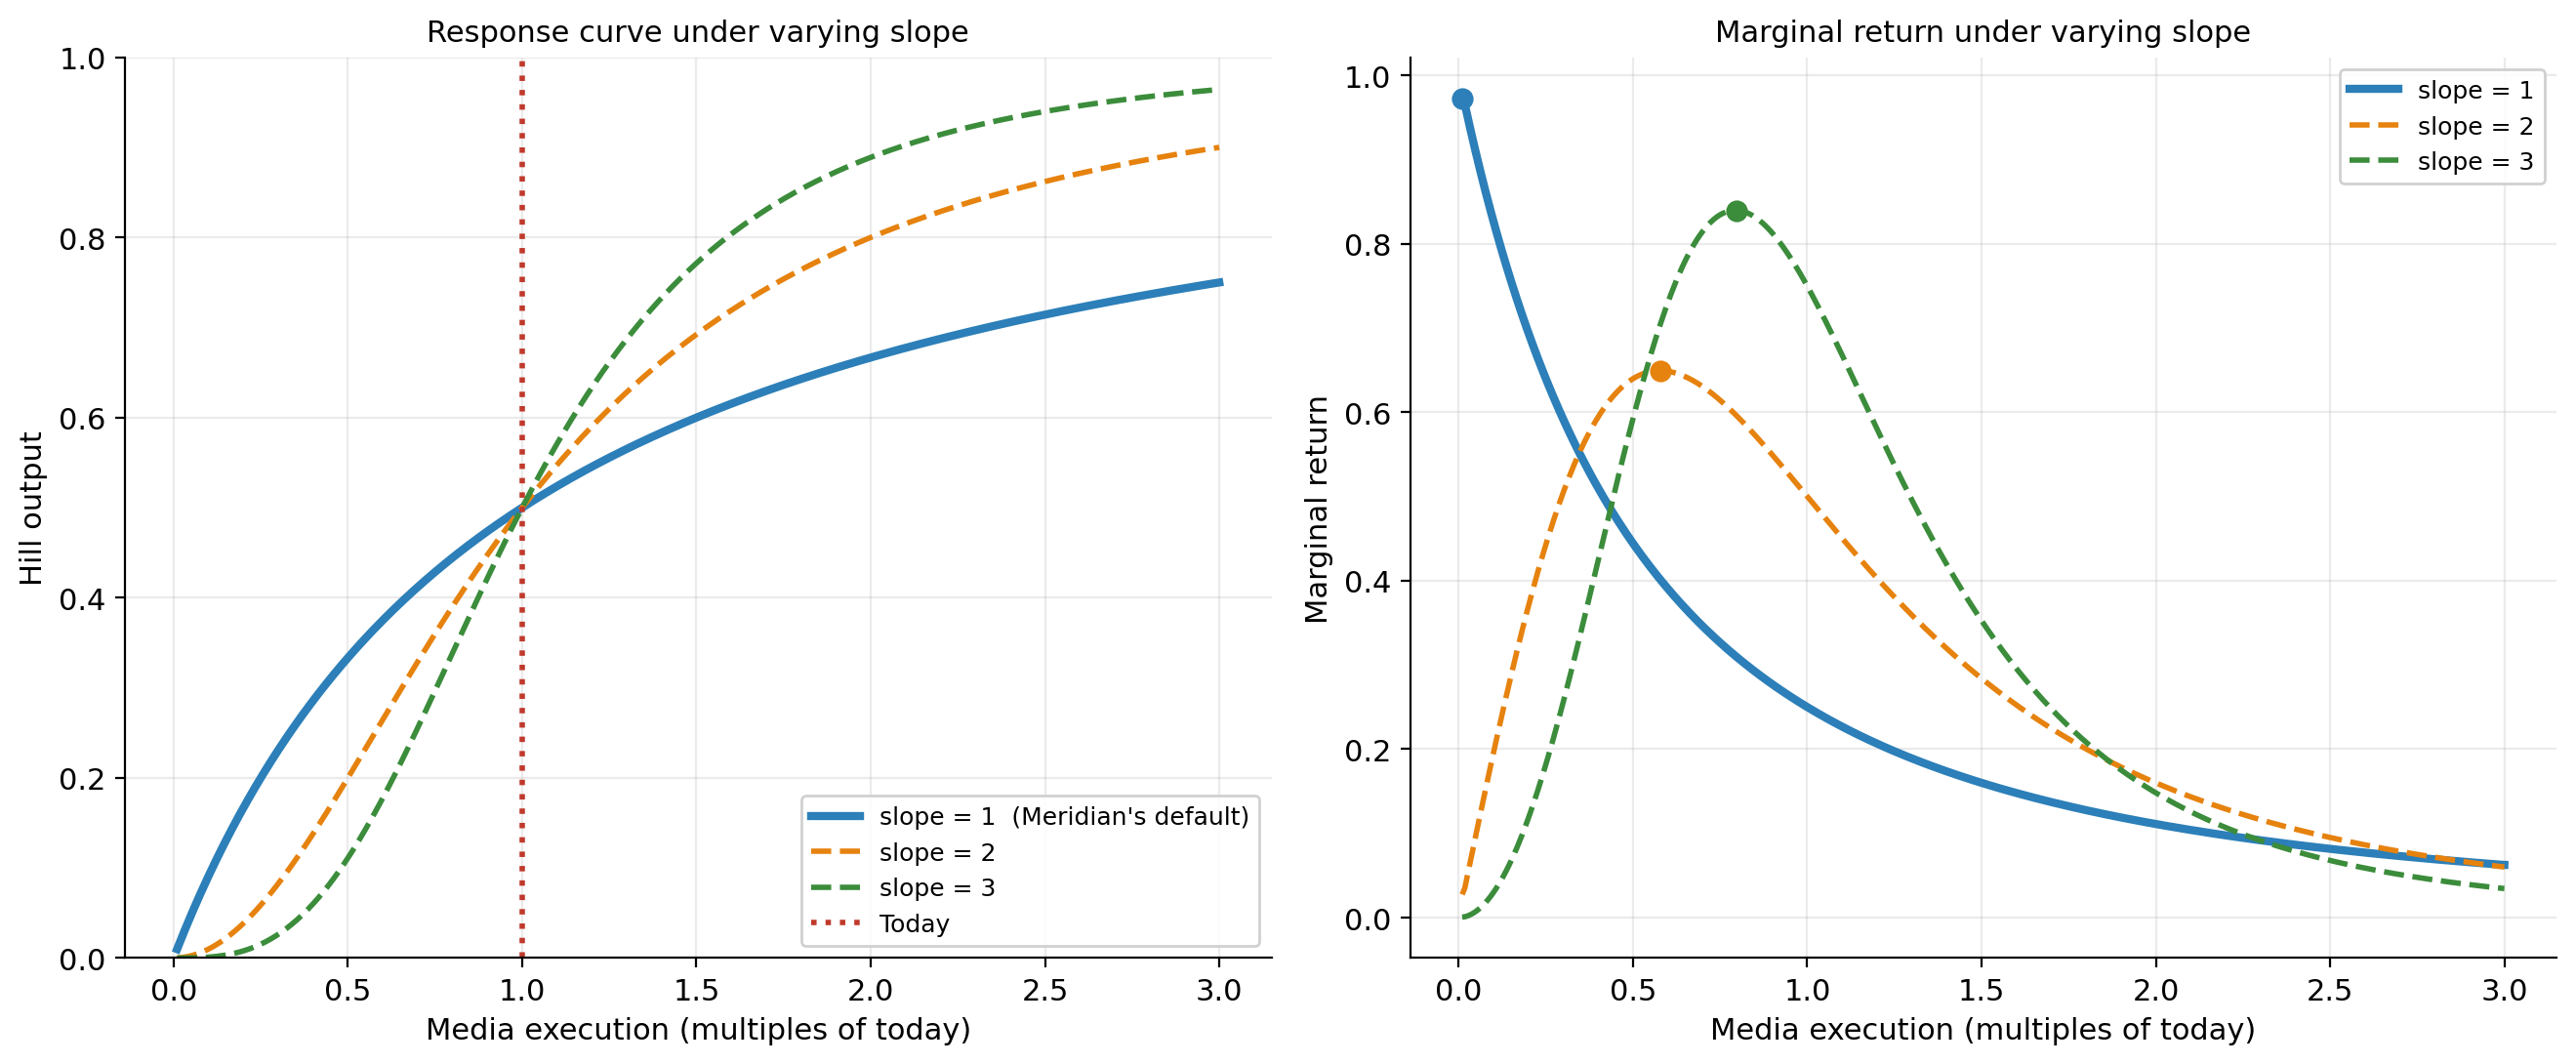 Response curve under varying slope
Hill output
1.0
0.8
0.6
0.4
0.2
0.0
0.0 0.5 1.0 1.5 2.0 2.5 3.0
Media execution (multiples of today)
slope = 1 (Meridian's default)
slope = 2
slope = 3
Today
Marginal return under varying slope
Marginal return
1.0
0.8
0.6
0.4
0.2
0.0
0.0 0.5 1.0 1.5 2.0 2.5 3.0
Media execution (multiples of today)
slope = 1
slope = 2
slope = 3